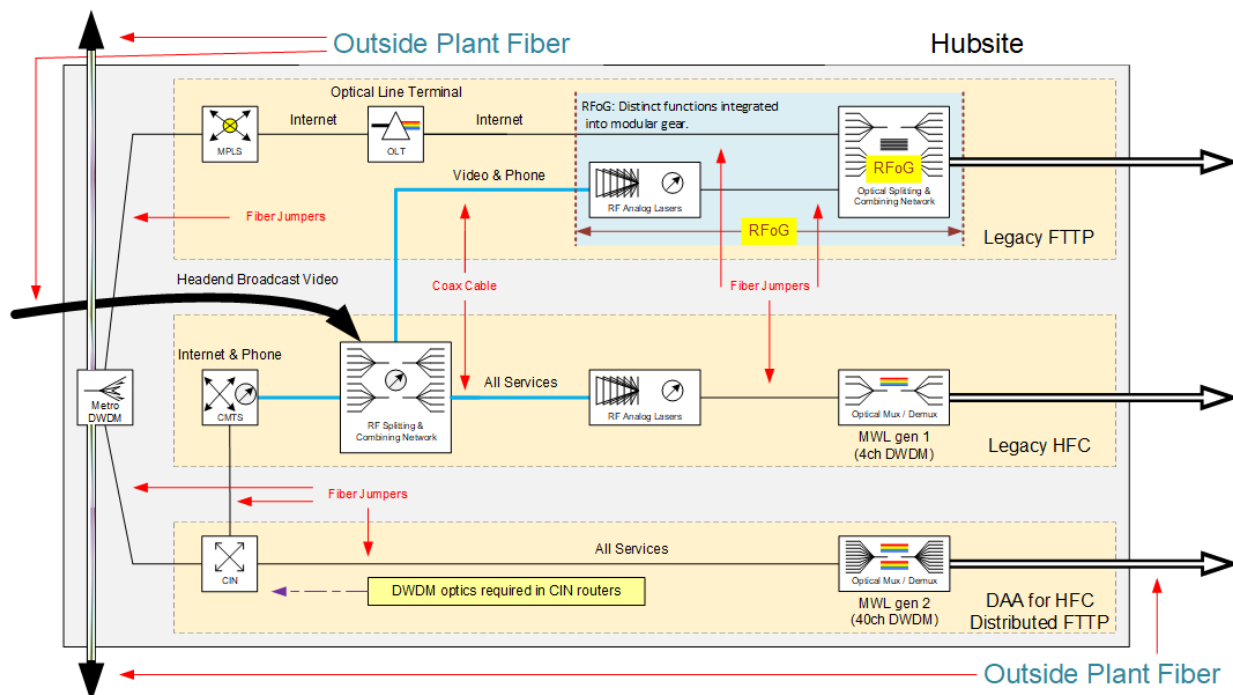 Outside Plant Fiber
Hubsite
Optical Line Terminal
Internet
Internet
MPLS
OLT
RFoG: Distinct functions integrated
into modular gear.
Video & Phone
RF Analog Lasers
RFoG
Optical Splitting &
Combining Network
RFoG
Fiber Jumpers
Legacy FTTP
Headend Broadcast Video
Coax Cable
Fiber Jumpers
Internet & Phone
All Services
Metro
DWDM
CMTS
RF Splitting &
Combining Network
RF Analog Lasers
Optical Mux / Demux
MWL gen 1
(4ch DWDM)
Legacy HFC
Fiber Jumpers
All Services
CIN
DWDM optics required in CIN routers
Optical Mux / Demux
MWL gen 2
(40ch DWDM)
DAA for HFC
Distributed FTTP
Outside Plant Fiber